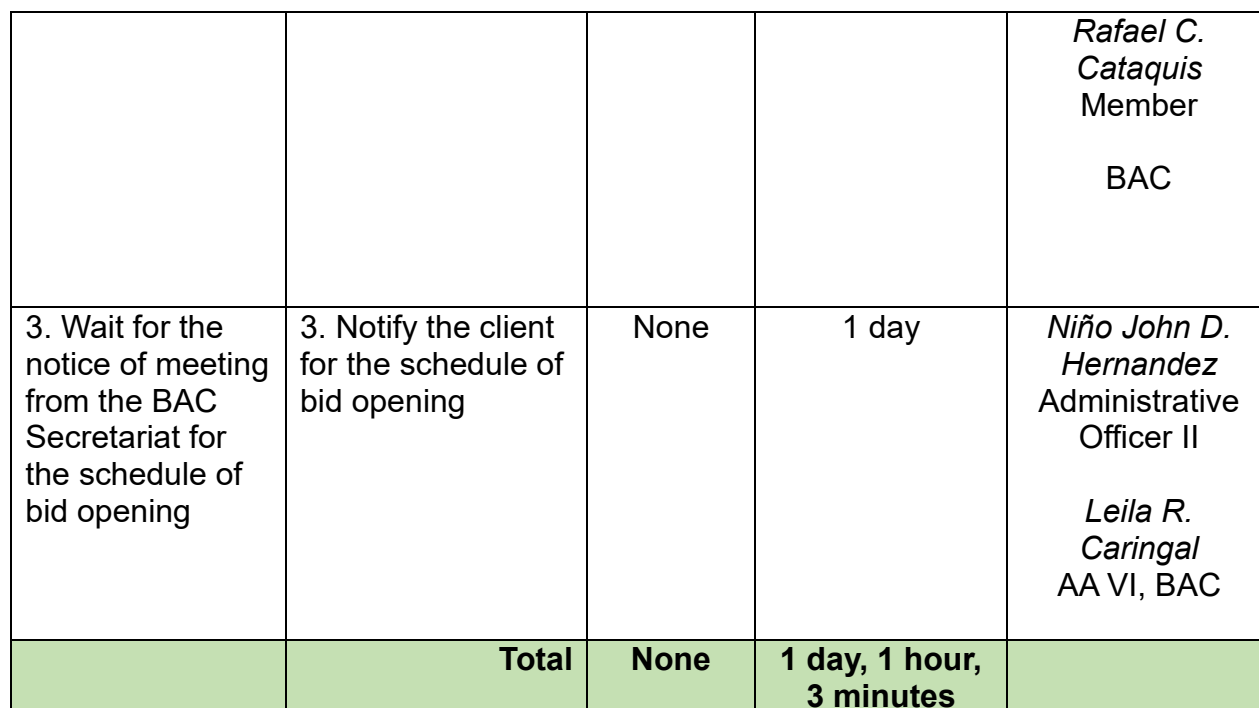 Rafael C.
Cataquis
Member
BAC
3. Wait for the
notice of meeting
from the BAC
Secretariat for
the schedule of
bid opening
3. Notify the client
for the schedule of
bid opening
None
1 day
Niño John D.
Hernandez
Administrative
Officer II
Leila R.
Caringal
AA VI, BAC
Total
None
1 day, 1 hour,
3 minutes